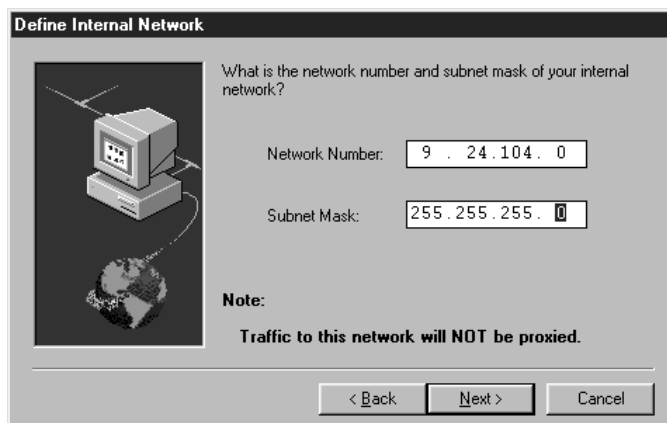 Define Internal Network
What is the network number and subnet mask of your internal
network?
Network Number: 9 . 24.104. 0
Subnet Mask: 255.255.255. 0
Note:
Traffic to this network will NOT be proxied.
< Back Next > Cancel